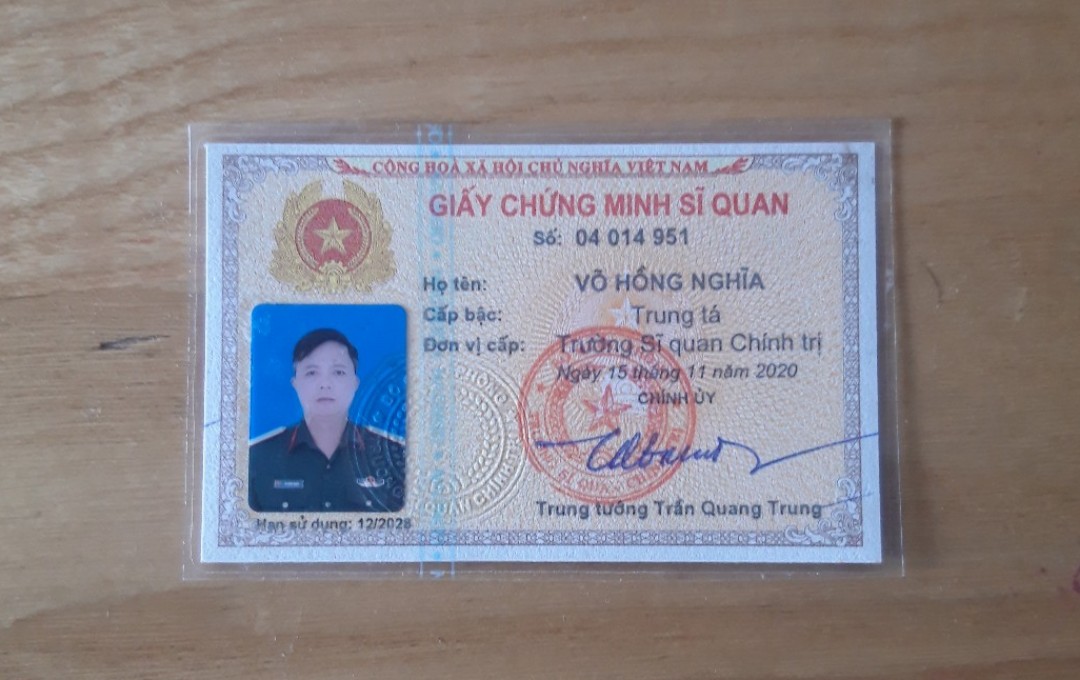 CỘNG HOÀ XÃ HỘI CHỦ NGHĨA VIỆT NAM
GIẤY CHỨNG MINH SĨ QUAN
Số: 04 014 951
Họ tên: VÕ HỒNG NGHĨA
Cấp bậc: Trung tá
Đơn vị cấp: Trường Sĩ quan Chính trị
Ngày 15 tháng 11 năm 2020
CHÍNH ỦY
Trung tướng Trần Quang Trung
Hạn sử dụng: 12/2028